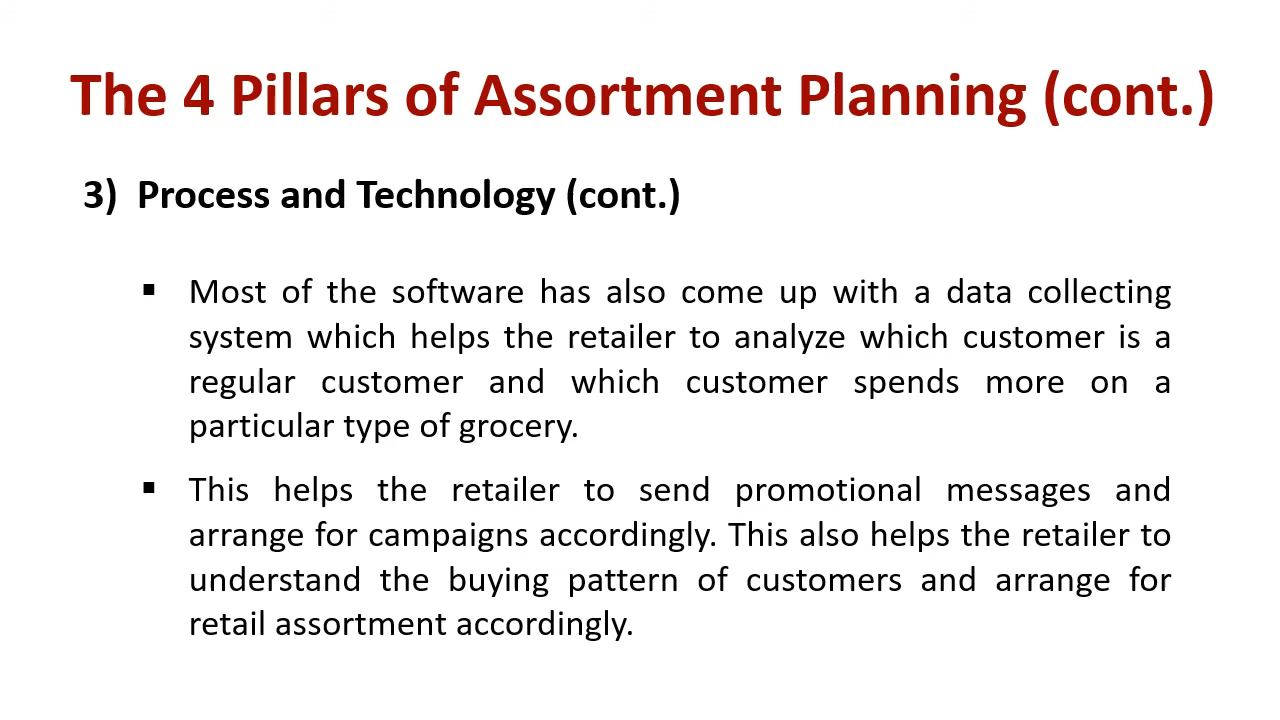 The 4 Pillars of Assortment Planning (cont.)
3) Process and Technology (cont.)
▪ Most of the software has also come up with a data collecting
system which helps the retailer to analyze which customer is a
regular customer and which customer spends more on a
particular type of grocery.
▪ This helps the retailer to send promotional messages and
arrange for campaigns accordingly. This also helps the retailer to
understand the buying pattern of customers and arrange for
retail assortment accordingly.